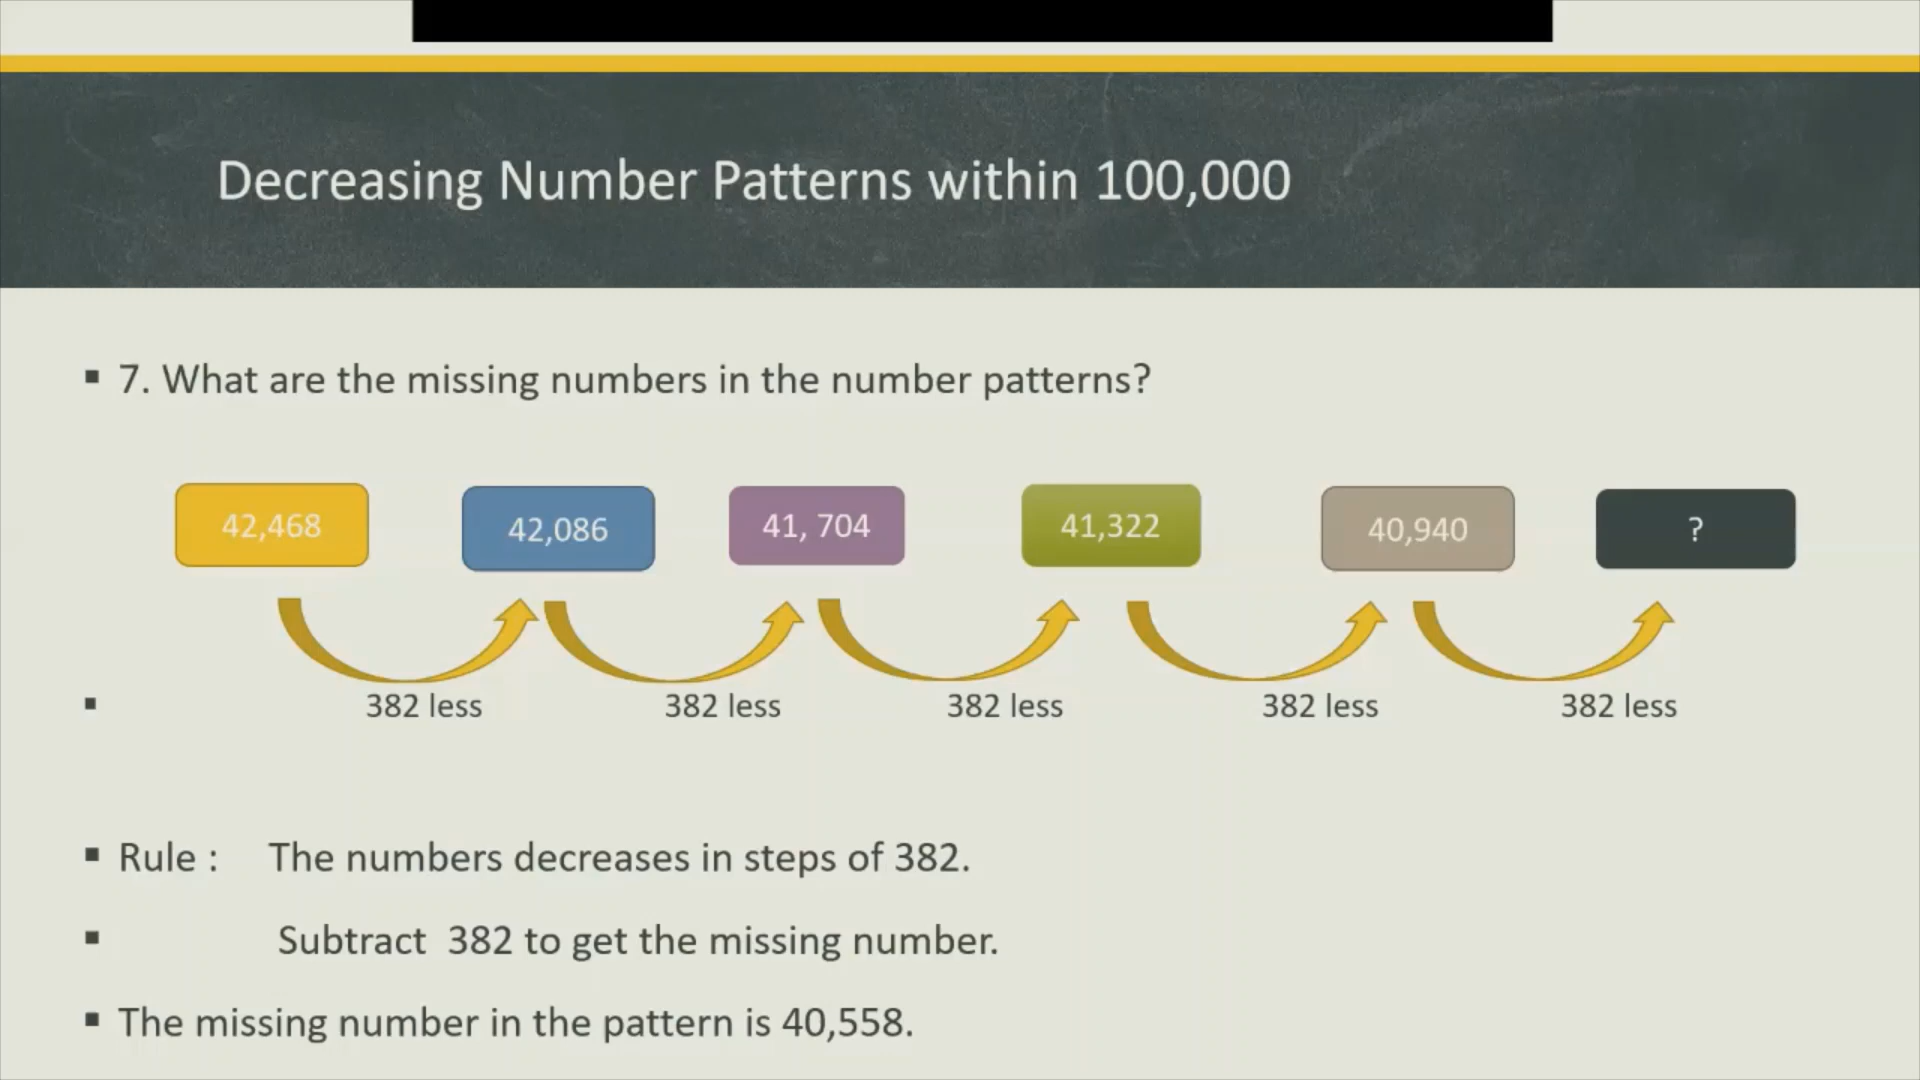 Decreasing Number Patterns within 100,000
7. What are the missing numbers in the number patterns?
42,468 42,086 41, 704 41,322 40,940 ?
382 less 382 less 382 less 382 less 382 less
Rule : The numbers decreases in steps of 382.
Subtract 382 to get the missing number.
The missing number in the pattern is 40,558.